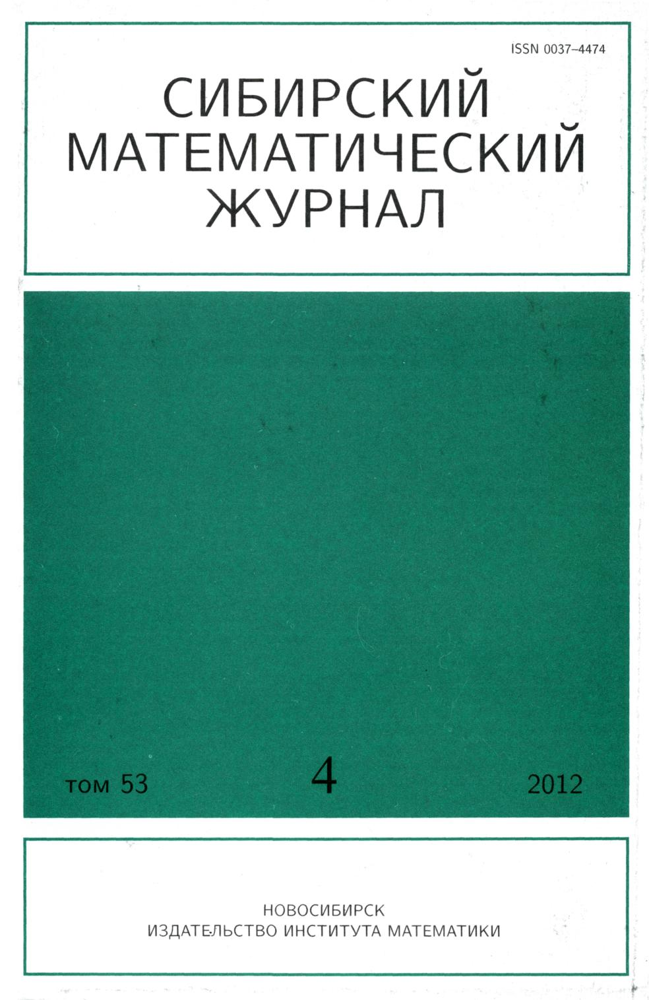 ISSN 0037–4474
СИБИРСКИЙ
МАТЕМАТИЧЕСКИЙ
ЖУРНАЛ
том 53 4 2012
НОВОСИБИРСК
ИЗДАТЕЛЬСТВО ИНСТИТУТА МАТЕМАТИКИ